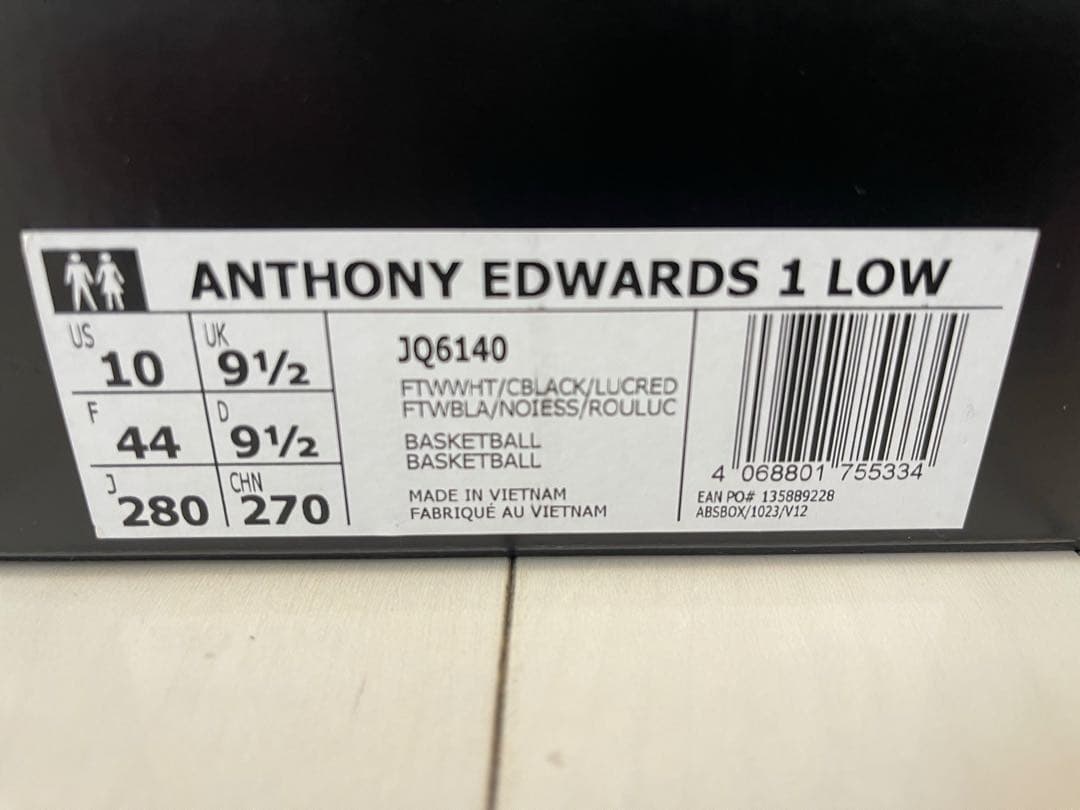 ANTHONY EDWARDS 1 LOW
US 10 UK 9½
F 44 D 9½
J 280 CHN 270
JQ6140
FTWWHT/CBLACK/LUCRED
FTWBLA/NOIESS/ROULUC
BASKETBALL
BASKETBALL
MADE IN VIETNAM
FABRIQUÉ AU VIETNAM
4 068801 755334
EAN PO# 135889228
ABSBOX/1023/V12